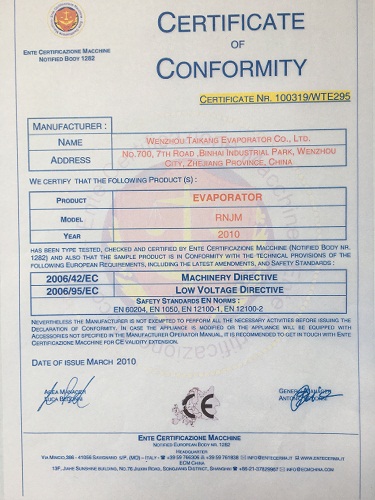 CERTIFICATE
OF
CONFORMITY
ENTE CERTIFICAZIONE MACCHINE
NOTIFIED BODY 1282
CERTIFICATE NR. 100319/WTE295
MANUFACTURER :
NAME
WENZHOU TAIKANG EVAPORATOR CO., LTD.
ADDRESS
NO.700, 7TH ROAD ,BINHAI INDUSTRIAL PARK, WENZHOU
CITY, ZHEJIANG PROVINCE, CHINA
WE CERTIFY THAT THE FOLLOWING PRODUCT(S) :
PRODUCT
EVAPORATOR
MODEL
RNJM
YEAR
2010
HAS BEEN TYPE TESTED, CHECKED AND CERTIFIED BY ENTE CERTIFICAZIONE MACCHINE (NOTIFIED BODY NR.
1282) AND ALSO THAT THE SAMPLE PRODUCT IS IN CONFORMITY WITH THE TECHNICAL PROVISIONS OF THE
FOLLOWING EUROPEAN REQUIREMENTS, INCLUDING THE LATEST AMENDMENTS, AND SAFETY STANDARDS :
2006/42/EC
MACHINERY DIRECTIVE
2006/95/EC
LOW VOLTAGE DIRECTIVE
SAFETY STANDARDS EN NORMS :
EN 60204, EN 1050, EN 12100-1, EN 12100-2
NEVERTHELESS THE MANUFACTURER IS NOT EXEMPTED TO PERFORM ALL THE NECESSARY ACTIVITIES BEFORE ISSUING THE
DECLARATION OF CONFORMITY. IN CASE THE APPLIANCE IS MODIFIED OR THE APPLIANCE WILL BE EQUIPPED WITH
ACCESSORIES NOT SPECIFIED IN THE MANUFACTURER OPERATOR MANUAL, IT IS RECOMMENDED TO GET IN TOUCH WITH ENTE
CERTIFICAZIONE MACCHINE FOR CE VALIDITY EXTENSION.
DATE OF ISSUE MARCH 2010
AREA MANAGER
LUCA
GENERAL
CE
ENTE CERTIFICAZIONE MACCHINE
NOTIFIED EUROPEAN BODY NR. 1282
HEADQUARTER
ECM CHINA